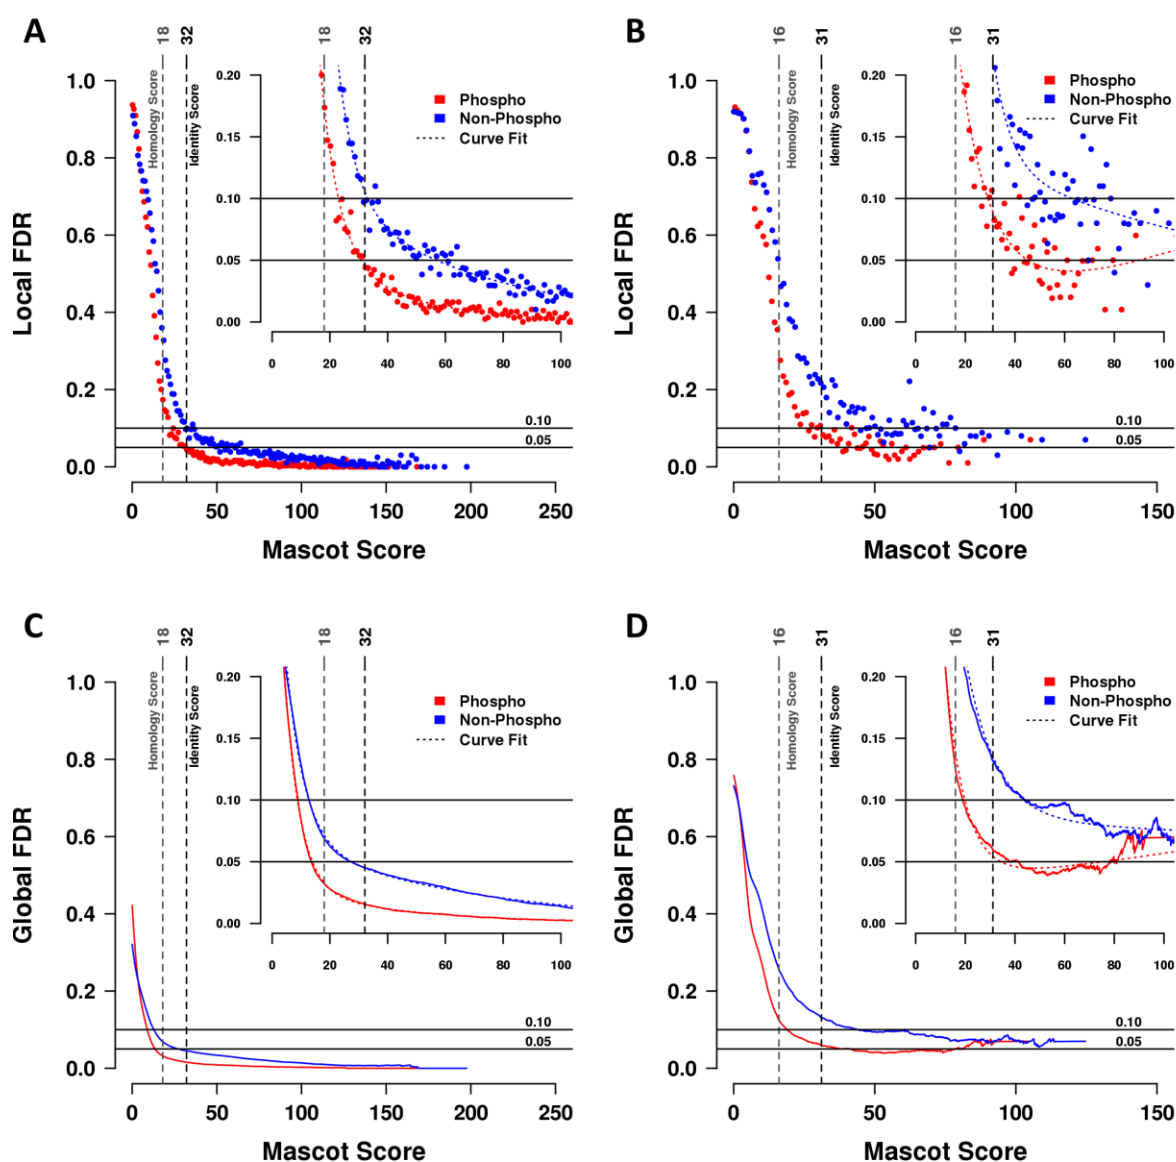 A
18
32
Homology Score
Identity Score
Local FDR
1.0
0.8
0.6
0.4
0.2
0.0
0.20
0.15
0.10
0.05
0.00
18
32
Phospho
Non-Phospho
Curve Fit
0 20 40 60 80 100
0.10
0.05
0 50 100 150 200 250
Mascot Score
B
16
31
Homology Score
Identity Score
Local FDR
1.0
0.8
0.6
0.4
0.2
0.0
0.20
0.15
0.10
0.05
0.00
16
31
Phospho
Non-Phospho
Curve Fit
0 20 40 60 80 100
0.10
0.05
0 50 100 150
Mascot Score
C
18
32
Homology Score
Identity Score
Global FDR
1.0
0.8
0.6
0.4
0.2
0.0
0.20
0.15
0.10
0.05
0.00
18
32
Phospho
Non-Phospho
Curve Fit
0 20 40 60 80 100
0.10
0.05
0 50 100 150 200 250
Mascot Score
D
16
31
Homology Score
Identity Score
Global FDR
1.0
0.8
0.6
0.4
0.2
0.0
0.20
0.15
0.10
0.05
0.00
16
31
Phospho
Non-Phospho
Curve Fit
0 20 40 60 80 100
0.10
0.05
0 50 100 150
Mascot Score